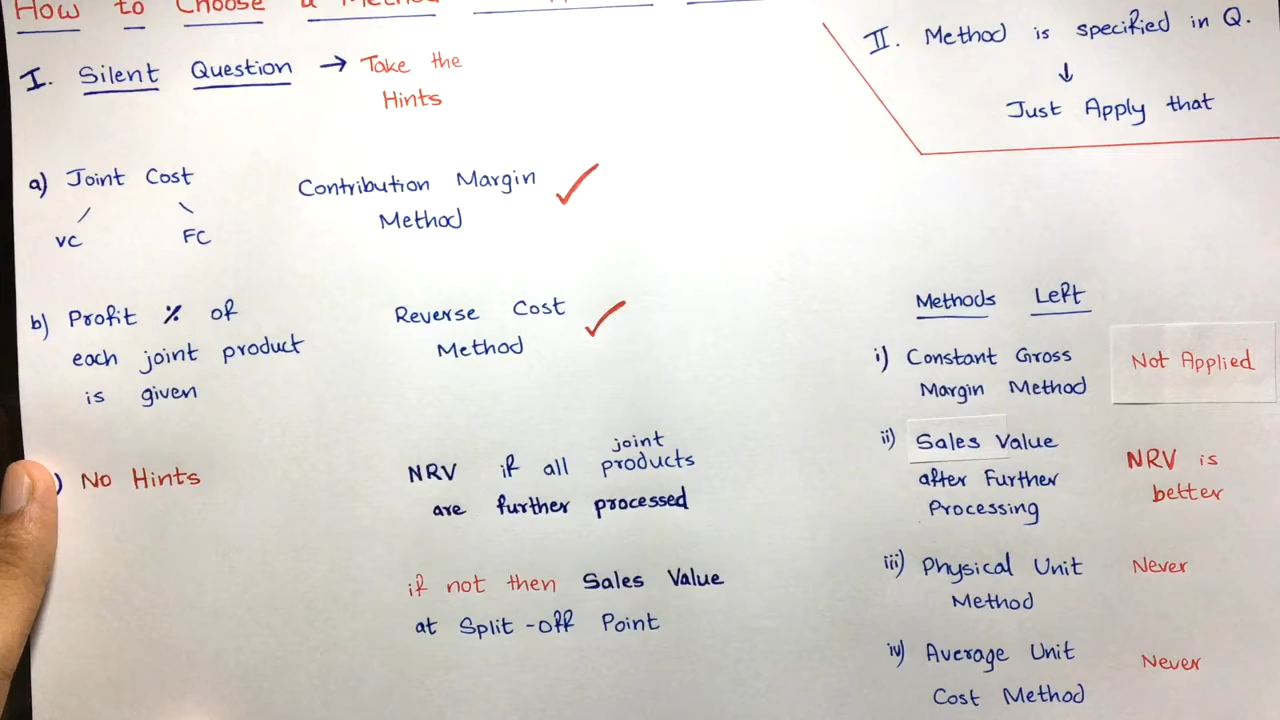 How to Choose a Method
I. Silent Question → Take the
Hints
a) Joint Cost
VC FC
Contribution Margin
Method
b) Profit % of
each joint product
is given
Reverse Cost
Method
) No Hints
NRV if all joint products
are further processed
if not then Sales Value
at Split-off Point
II. Method is specified in Q.
↓
Just Apply that
Methods Left
i) Constant Gross
Margin Method
Not Applied
ii) Sales Value
after Further
Processing
NRV is
better
iii) Physical Unit
Method
Never
iv) Average Unit
Cost Method
Never